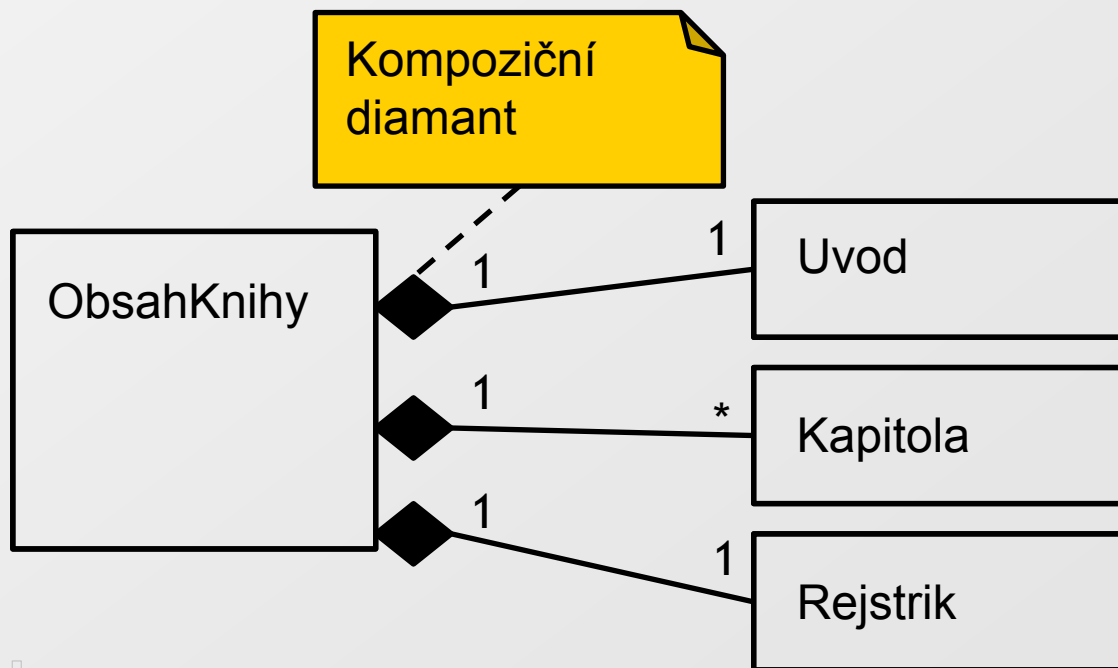 Kompoziční
diamant
ObsahKnihy
1
1
Uvod
1
*
Kapitola
1
1
Rejstrik